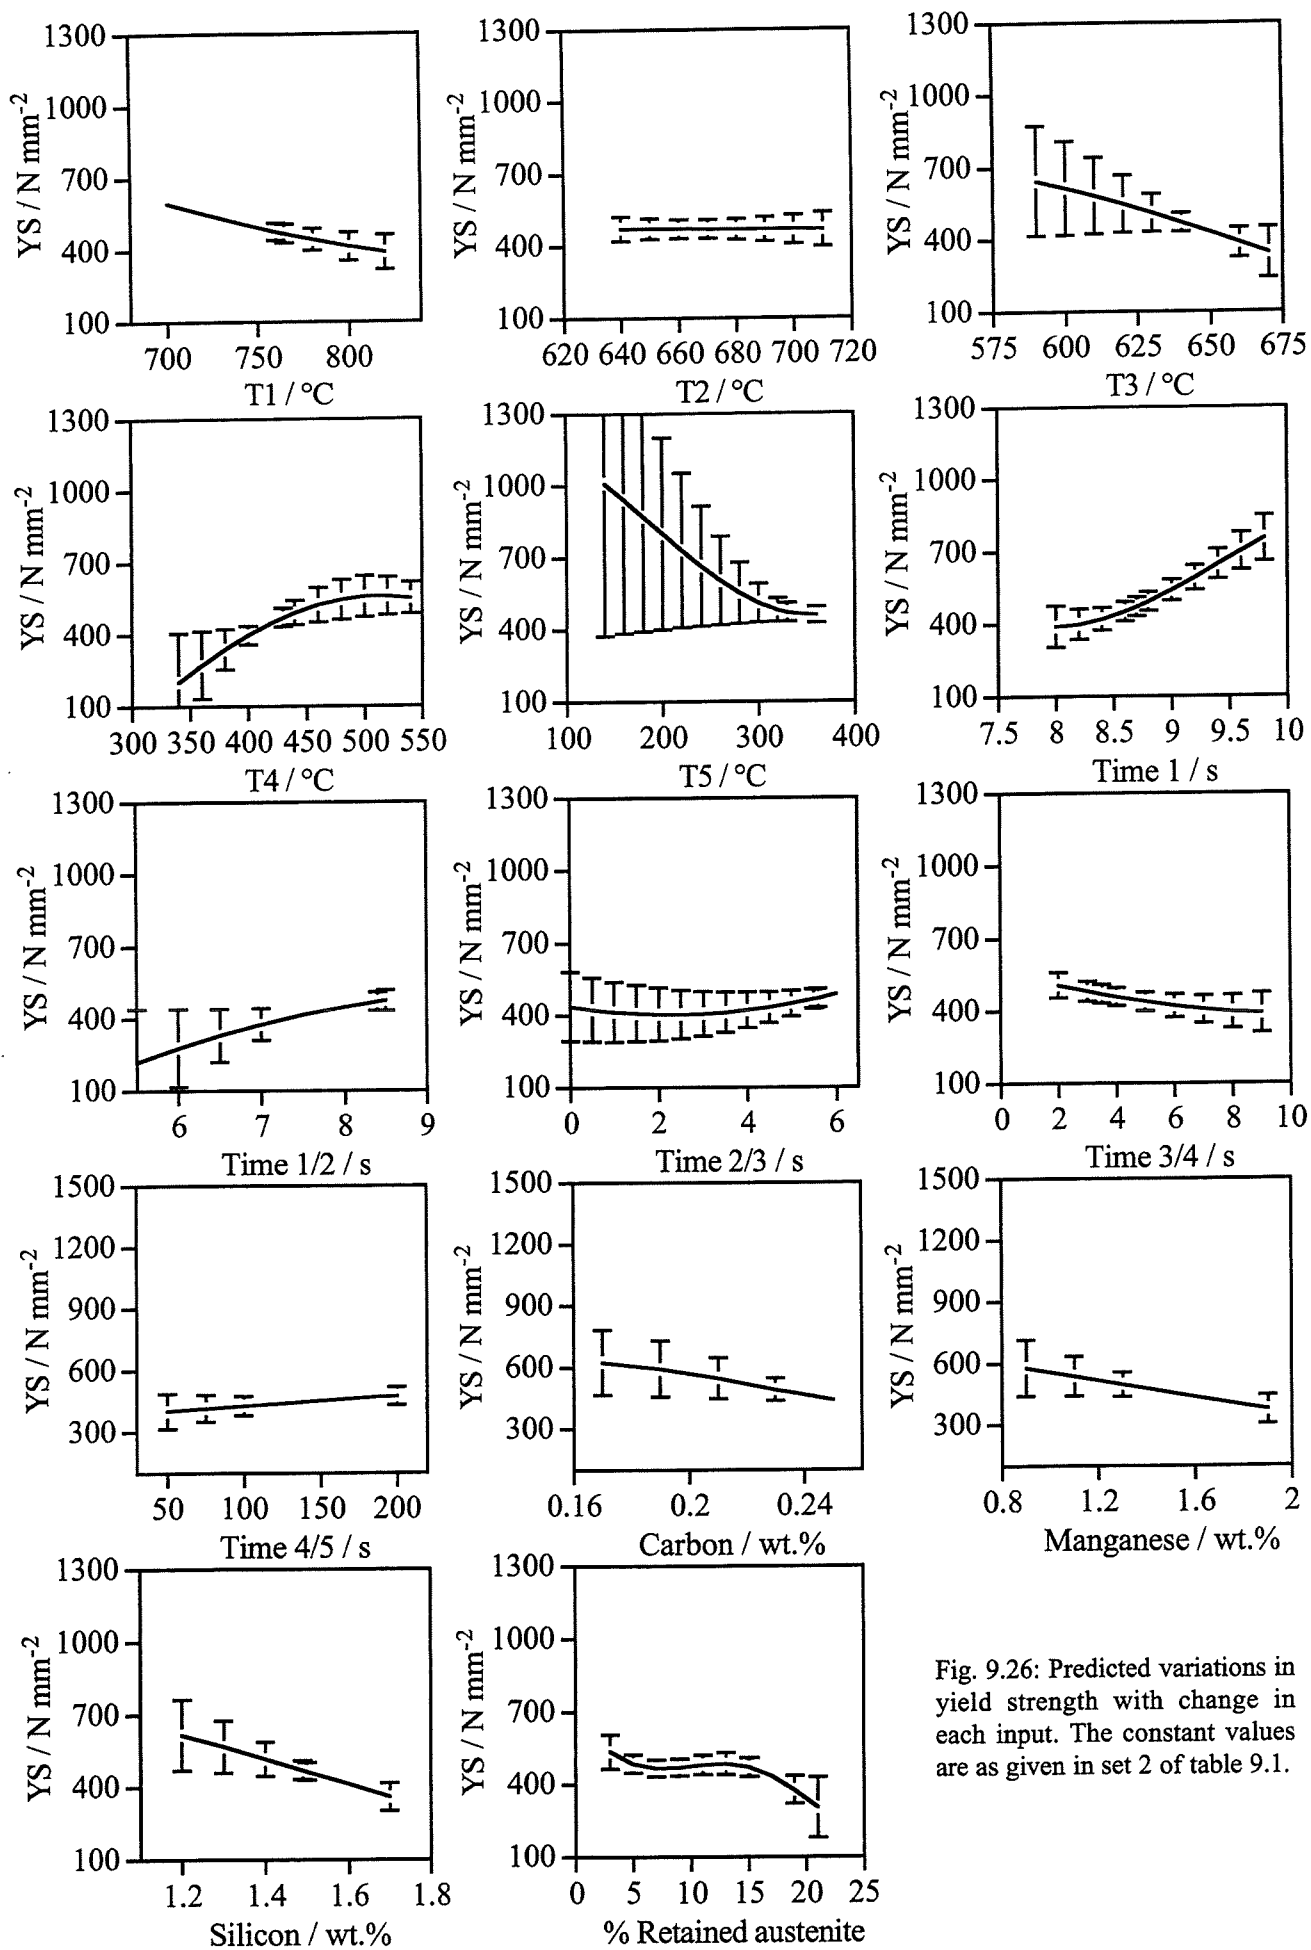 1300
1000
700
400
100
YS / N mm-2
700 750 800
T1 / °C
1300
1000
700
400
100
YS / N mm-2
620 640 660 680 700 720
T2 / °C
1300
1000
700
400
100
YS / N mm-2
575 600 625 650 675
T3 / °C
1300
1000
700
400
100
YS / N mm-2
300 350 400 450 500 550
T4 / °C
1300
1000
700
400
100
YS / N mm-2
100 200 300 400
T5 / °C
1300
1000
700
400
100
YS / N mm-2
7.5 8 8.5 9 9.5 10
Time 1 / s
1300
1000
700
400
100
YS / N mm-2
6 7 8 9
Time 1/2 / s
1300
1000
700
400
100
YS / N mm-2
0 2 4 6
Time 2/3 / s
1300
1000
700
400
100
YS / N mm-2
0 2 4 6 8 10
Time 3/4 / s
1500
1200
900
600
300
YS / N mm-2
50 100 150 200
Time 4/5 / s
1500
1200
900
600
300
YS / N mm-2
0.16 0.2 0.24
Carbon / wt.%
1500
1200
900
600
300
YS / N mm-2
0.8 1.2 1.6 2
Manganese / wt.%
1300
1000
700
400
100
YS / N mm-2
1.2 1.4 1.6 1.8
Silicon / wt.%
1300
1000
700
400
100
YS / N mm-2
0 5 10 15 20 25
% Retained austenite
Fig. 9.26: Predicted variations in
yield strength with change in
each input. The constant values
are as given in set 2 of table 9.1.